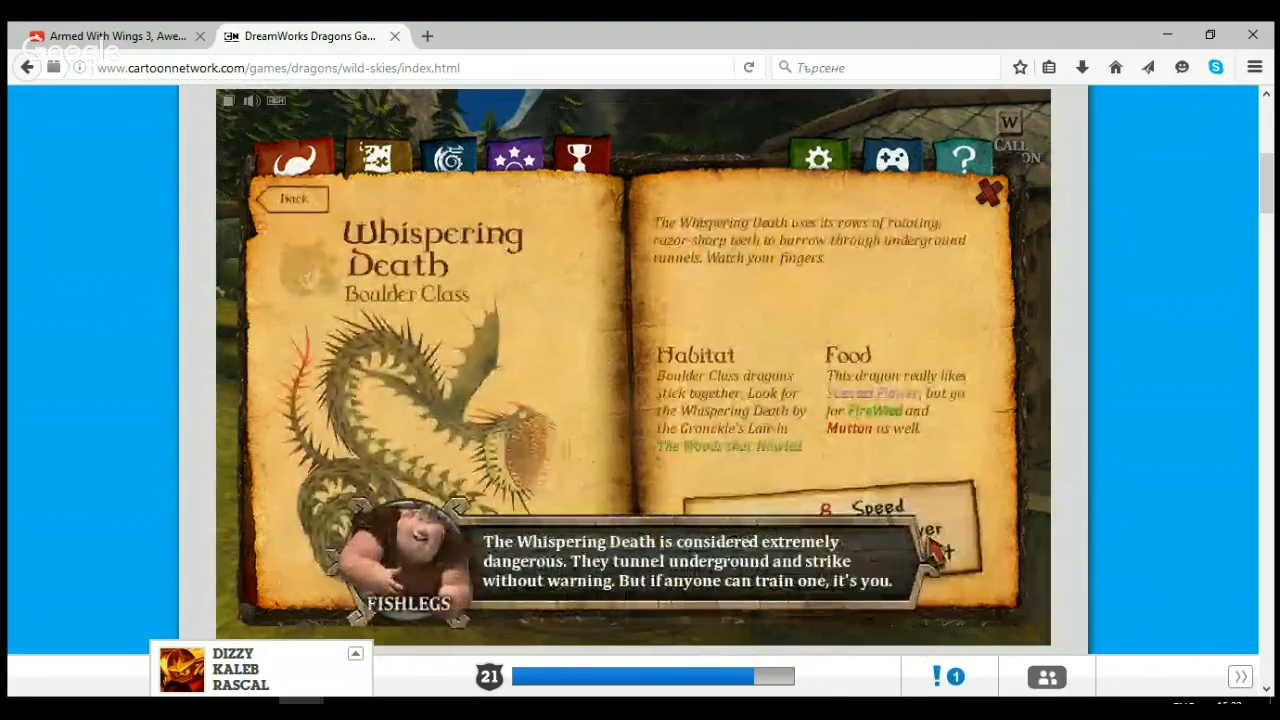 Armed With Wings 3, Awe...
DreamWorks Dragons Ga...
Google
www.cartoonnetwork.com/games/dragons/wild-skies/index.html
Търсене
W
CALL
Back
Whispering
Death
Boulder Class
The Whispering Death uses its rows of rotating,
razor-sharp teeth to burrow through underground
tunnels. Watch your fingers.
Habitat
Boulder Class dragons
stick together. Look for
the Whispering Death by
the Gronckle's Lair in
The Woods that Howled
Food
This dragon really likes
Flower, but go
for FireWeed and
Mutton as well.
8 Speed
The Whispering Death is considered extremely
dangerous. They tunnel underground and strike
without warning. But if anyone can train one, it's you.
FISHLEGS
DIZZY
KALEB
RASCAL
21
1